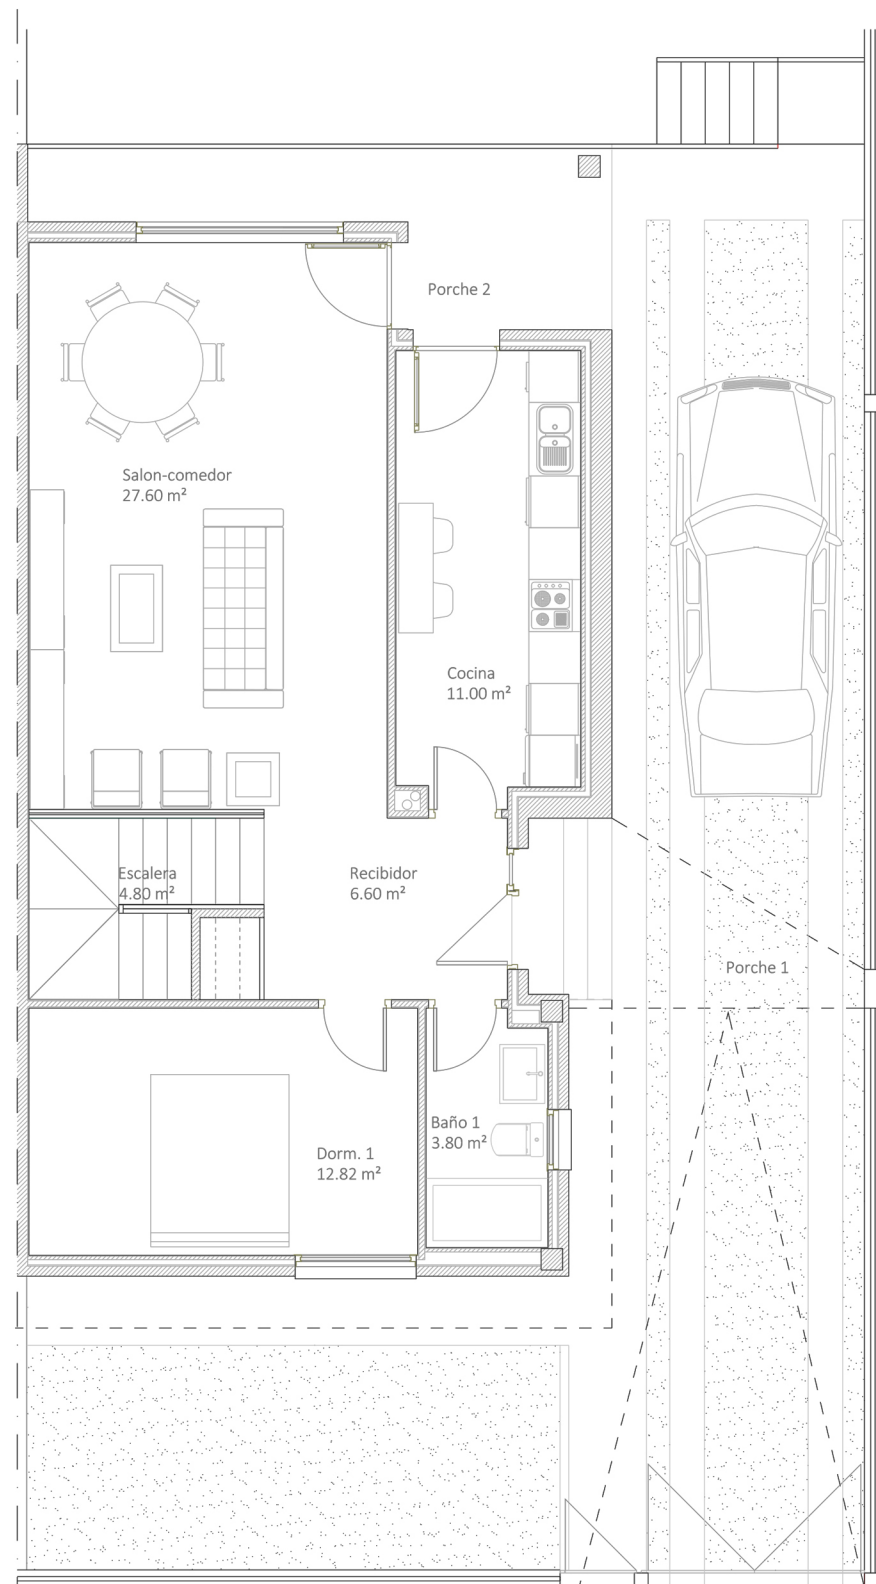 Porche 2
Salon-comedor
27.60 m²
Cocina
11.00 m²
Escalera
4.80 m²
Recibidor
6.60 m²
Porche 1
Baño 1
3.80 m²
Dorm. 1
12.82 m²